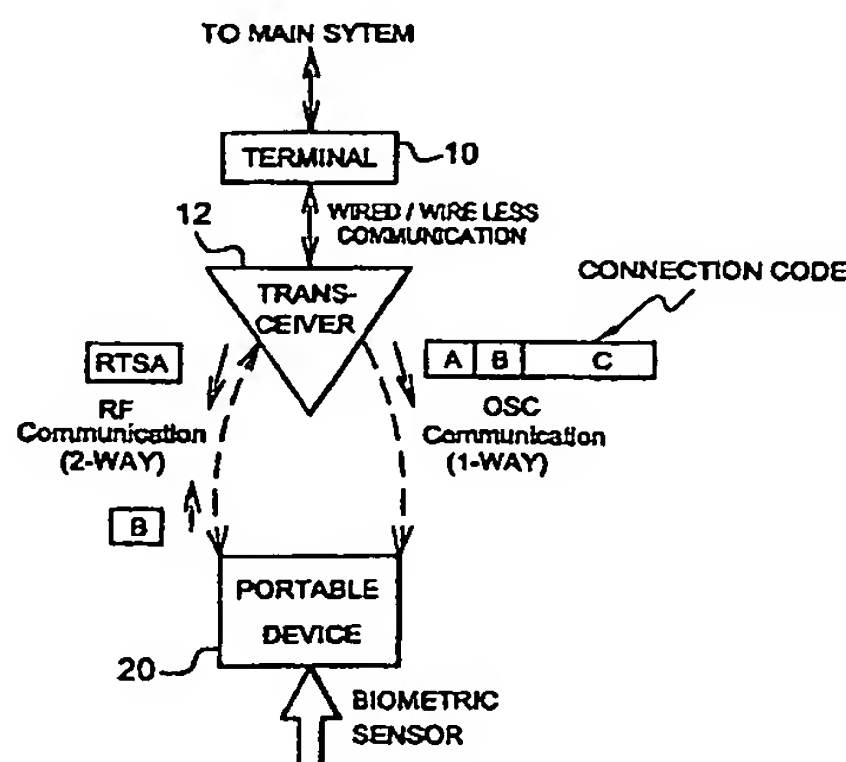 TO MAIN SYTEM
TERMINAL
10
WIRED / WIRE LESS
COMMUNICATION
12
TRANS-
CEIVER
CONNECTION CODE
A B C
RTSA
RF
Communication
(2-WAY)
OSC
Communication
(1-WAY)
B
PORTABLE
DEVICE
20
BIOMETRIC
SENSOR